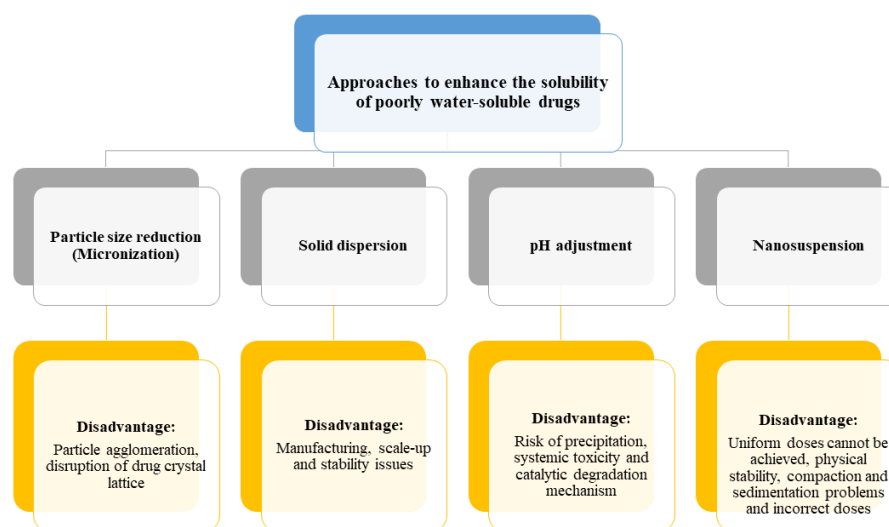 Approaches to enhance the solubility
of poorly water-soluble drugs
Particle size reduction
(Micronization)
Solid dispersion
pH adjustment
Nanosuspension
Disadvantage:
Particle agglomeration,
disruption of drug crystal
lattice
Disadvantage:
Manufacturing, scale-up
and stability issues
Disadvantage:
Risk of precipitation,
systemic toxicity and
catalytic degradation
mechanism
Disadvantage:
Uniform doses cannot be
achieved, physical
stability, compaction and
sedimentation problems
and incorrect doses